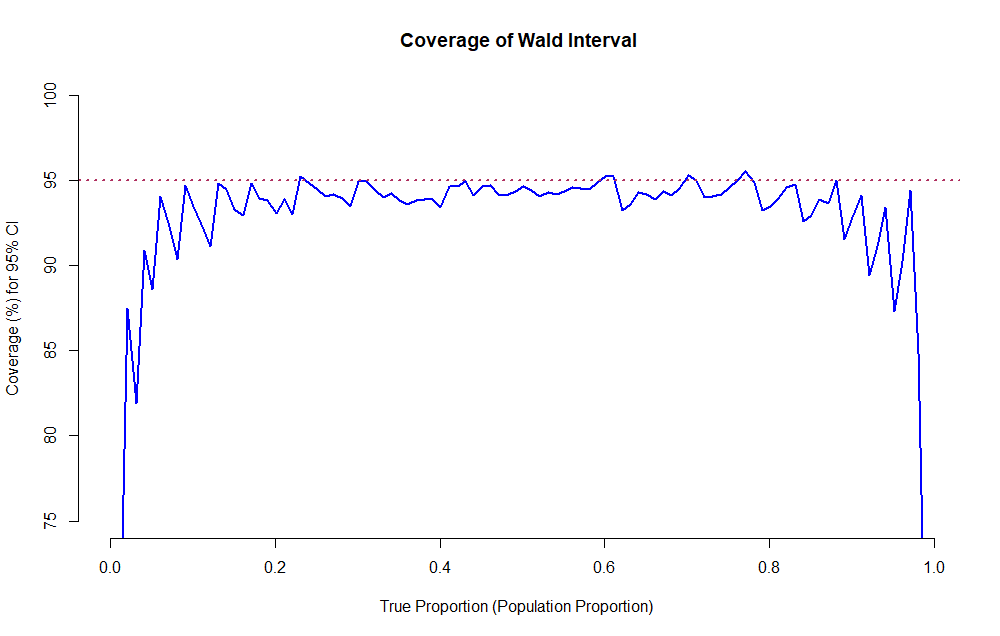 Coverage of Wald Interval
Coverage (%) for 95% CI
100
95
90
85
80
75
0.0 0.2 0.4 0.6 0.8 1.0
True Proportion (Population Proportion)